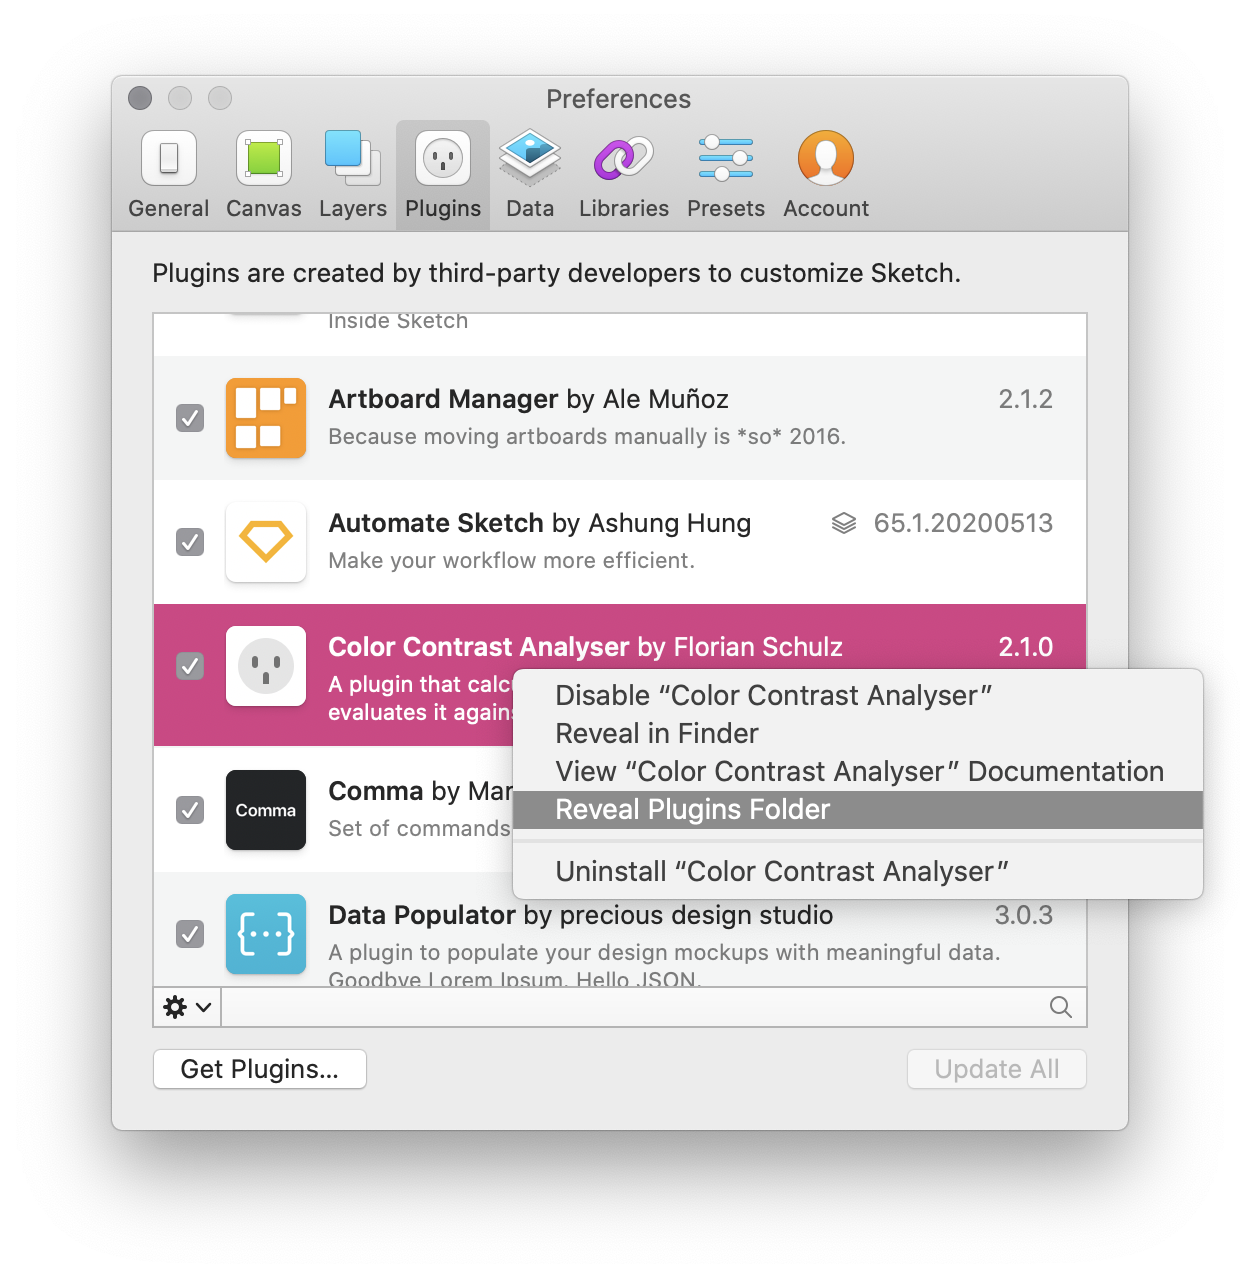 Preferences
General Canvas Layers Plugins Data Libraries Presets Account
Plugins are created by third-party developers to customize Sketch.
Inside Sketch
Artboard Manager by Ale Muñoz 2.1.2
Because moving artboards manually is *so* 2016.
Automate Sketch by Ashung Hung 65.1.20200513
Make your workflow more efficient.
Color Contrast Analyser by Florian Schulz 2.1.0
A plugin that calc
evaluates it agains
Disable “Color Contrast Analyser”
Reveal in Finder
View “Color Contrast Analyser” Documentation
Reveal Plugins Folder
Uninstall “Color Contrast Analyser”
Comma
Comma by Mar
Set of commands
Data Populator by precious design studio 3.0.3
A plugin to populate your design mockups with meaningful data.
Goodbye Lorem Ipsum. Hello JSON.
Get Plugins... Update All